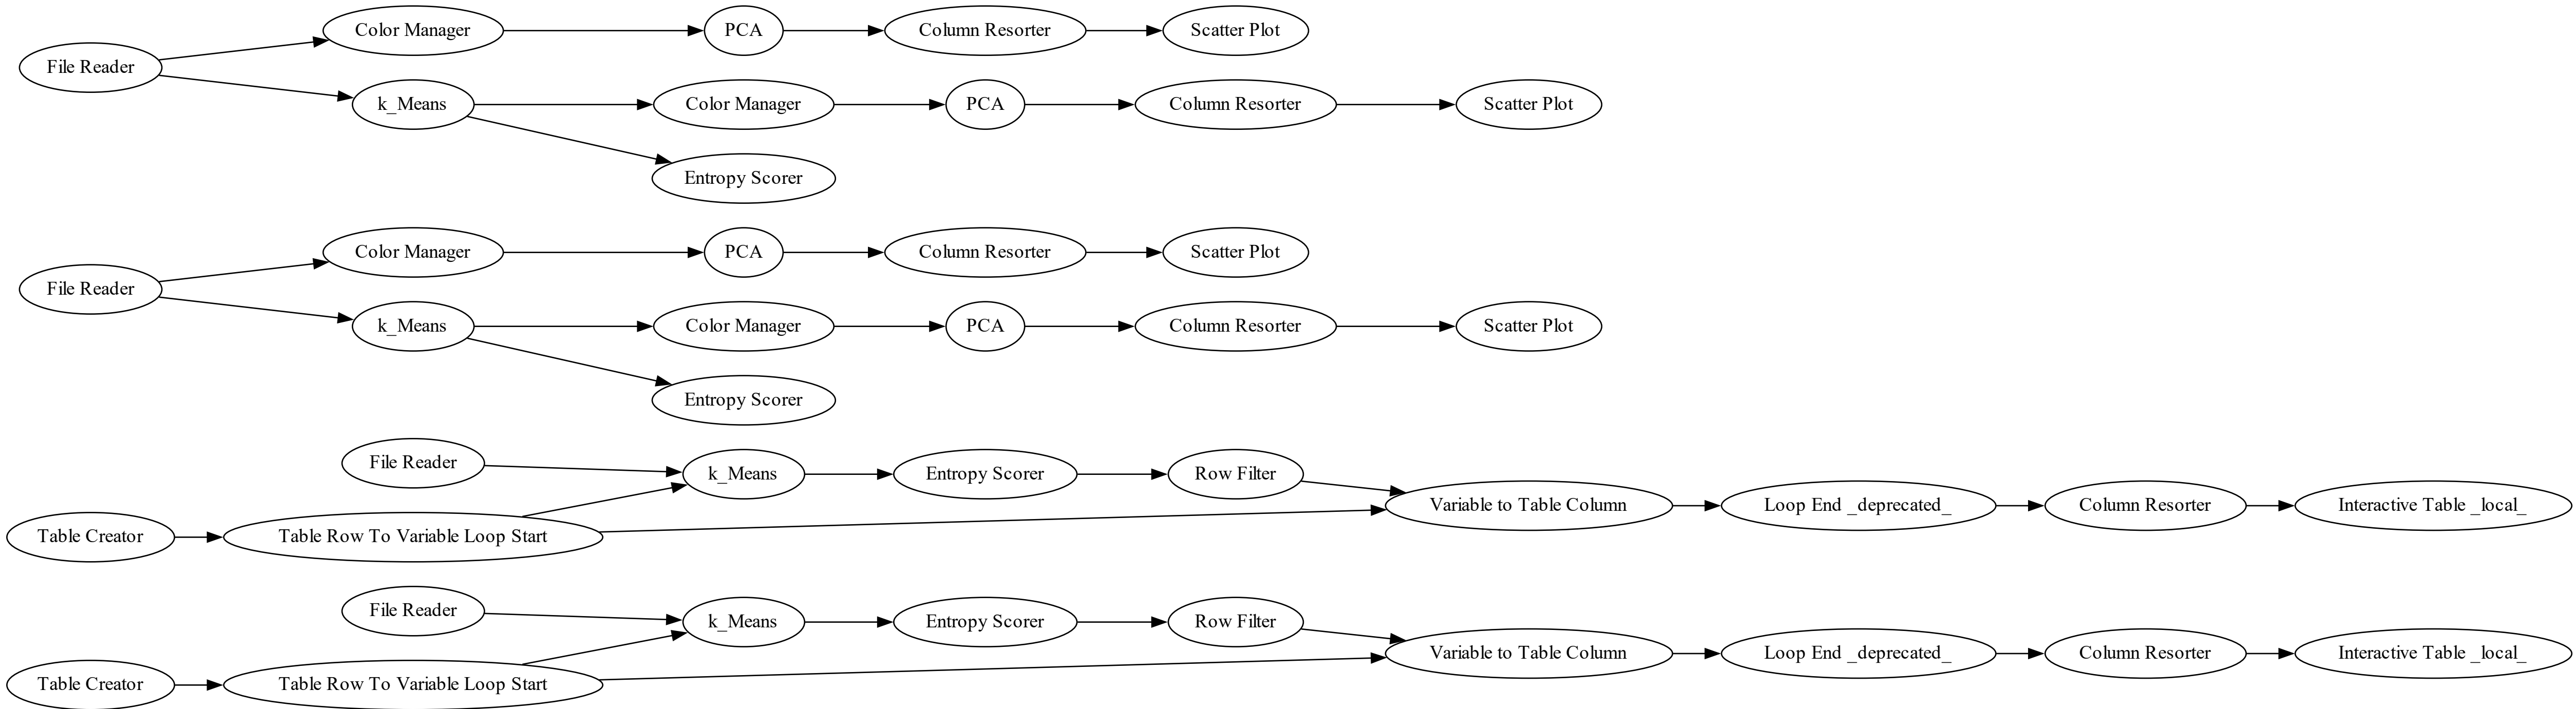 File Reader
Color Manager
PCA
Column Resorter
Scatter Plot
k_Means
Color Manager
PCA
Column Resorter
Scatter Plot
Entropy Scorer
File Reader
Color Manager
PCA
Column Resorter
Scatter Plot
k_Means
Color Manager
PCA
Column Resorter
Scatter Plot
Entropy Scorer
File Reader
k_Means
Entropy Scorer
Row Filter
Table Creator
Table Row To Variable Loop Start
Variable to Table Column
Loop End _deprecated_
Column Resorter
Interactive Table _local_
File Reader
k_Means
Entropy Scorer
Row Filter
Table Creator
Table Row To Variable Loop Start
Variable to Table Column
Loop End _deprecated_
Column Resorter
Interactive Table _local_